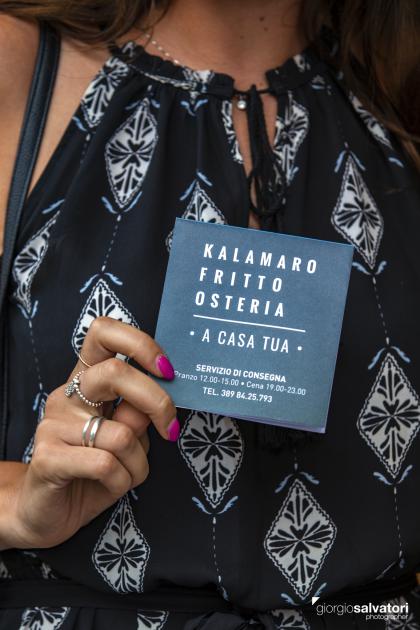 KALAMARO
FRITTO
OSTERIA
• A CASA TUA •
SERVIZIO DI CONSEGNA
Pranzo 12.00-15.00 • Cena 19.00-23.00
TEL. 389 84.25.793
giorgiosalvatori
photographer